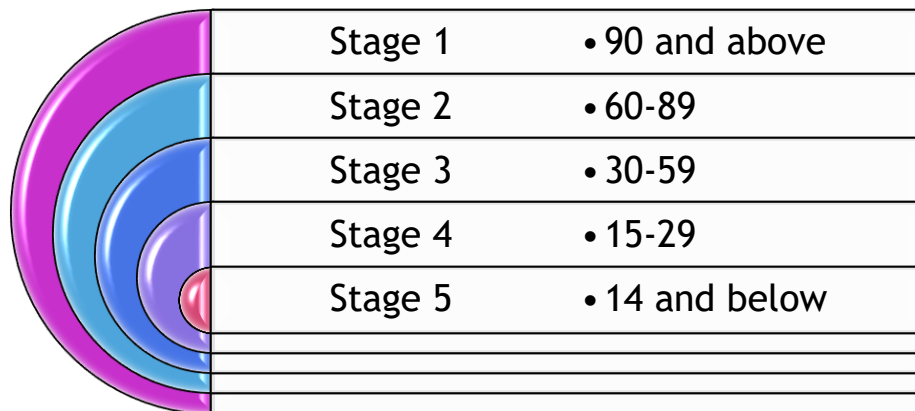 Stage 1 • 90 and above
Stage 2 • 60-89
Stage 3 • 30-59
Stage 4 • 15-29
Stage 5 • 14 and below